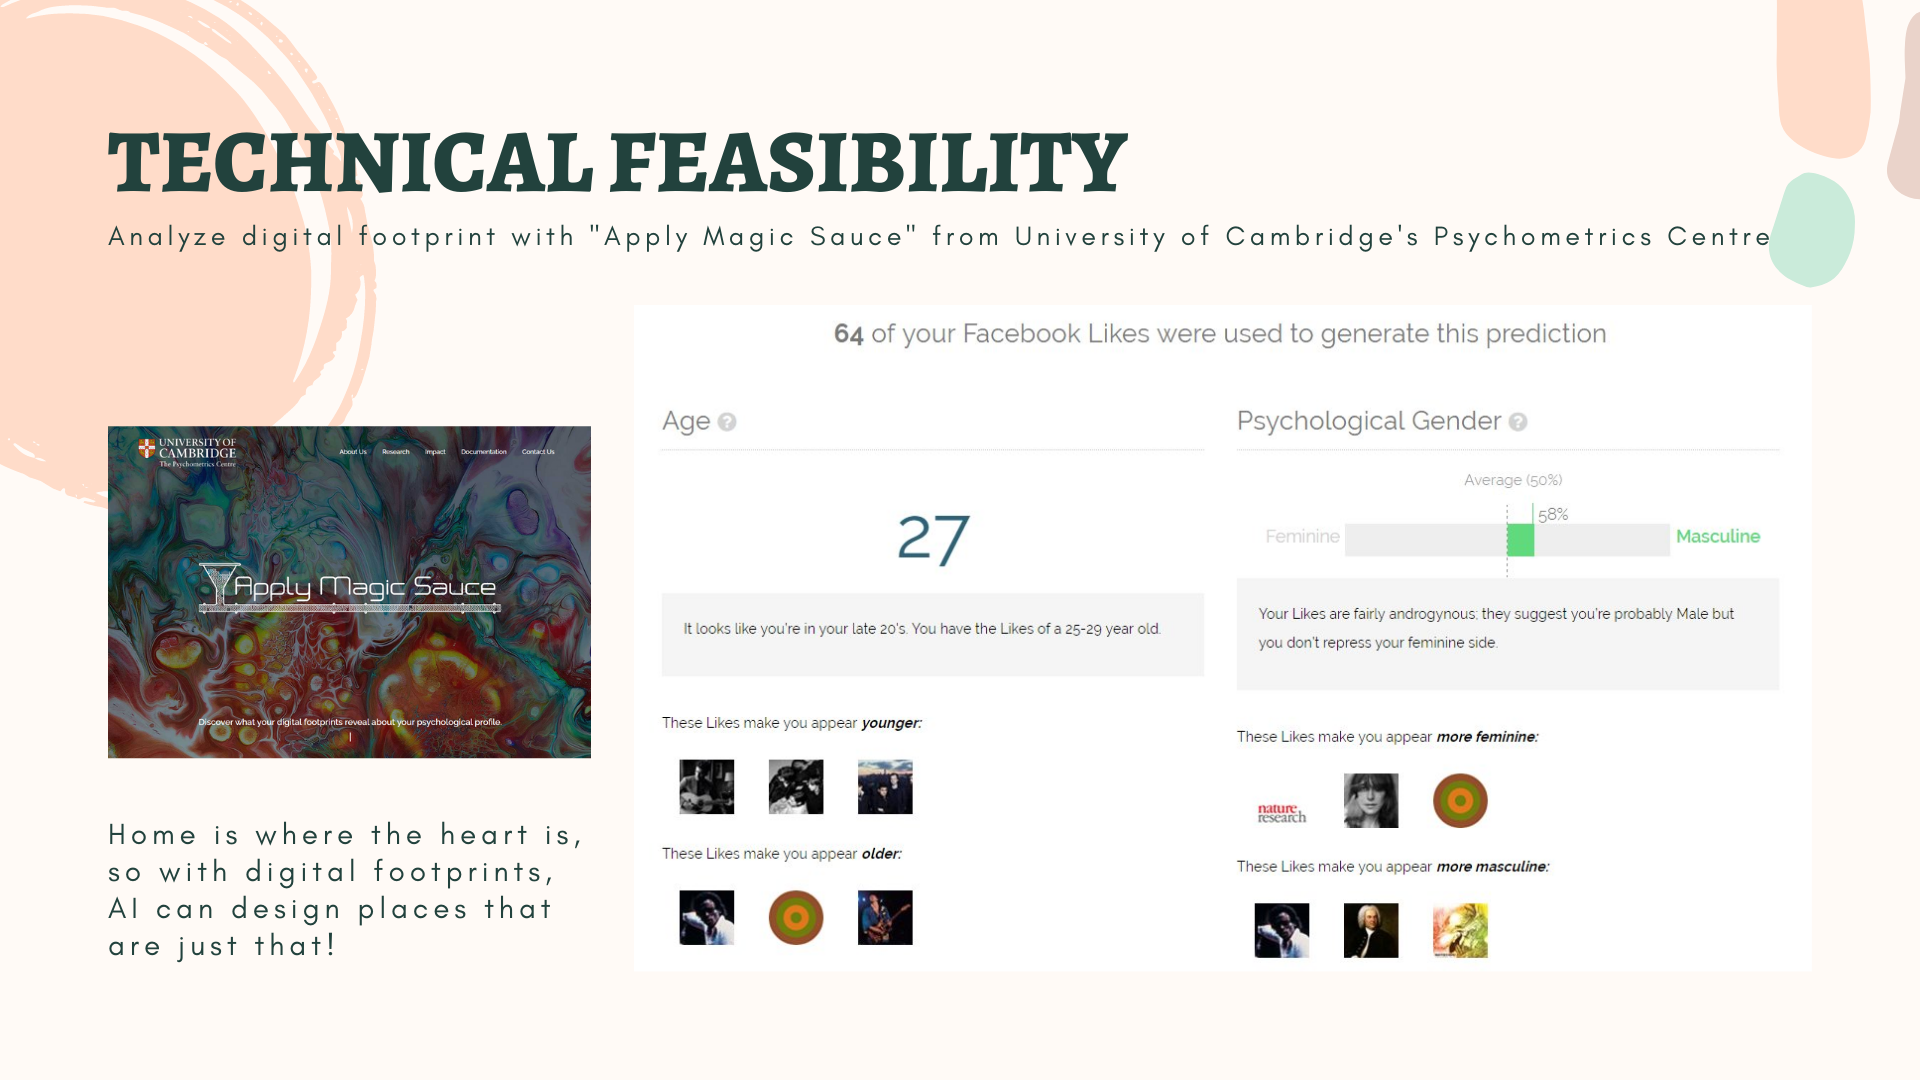 TECHNICAL FEASIBILITY
Analyze digital footprint with "Apply Magic Sauce" from University of Cambridge's Psychometrics Centre
UNIVERSITY OF
CAMBRIDGE
The Psychometrics Centre
About Us Research Impact Documentation Contact Us
Apply Magic Sauce
Discover what your digital footprints reveal about your psychological profile.
Home is where the heart is,
so with digital footprints,
AI can design places that
are just that!
64 of your Facebook Likes were used to generate this prediction
Age ?
27
It looks like you're in your late 20's. You have the Likes of a 25-29 year old.
These Likes make you appear younger:
These Likes make you appear older:
Psychological Gender ?
Average (50%)
58%
Feminine Masculine
Your Likes are fairly androgynous; they suggest you're probably Male but
you don't repress your feminine side.
These Likes make you appear more feminine:
nature
research
These Likes make you appear more masculine: